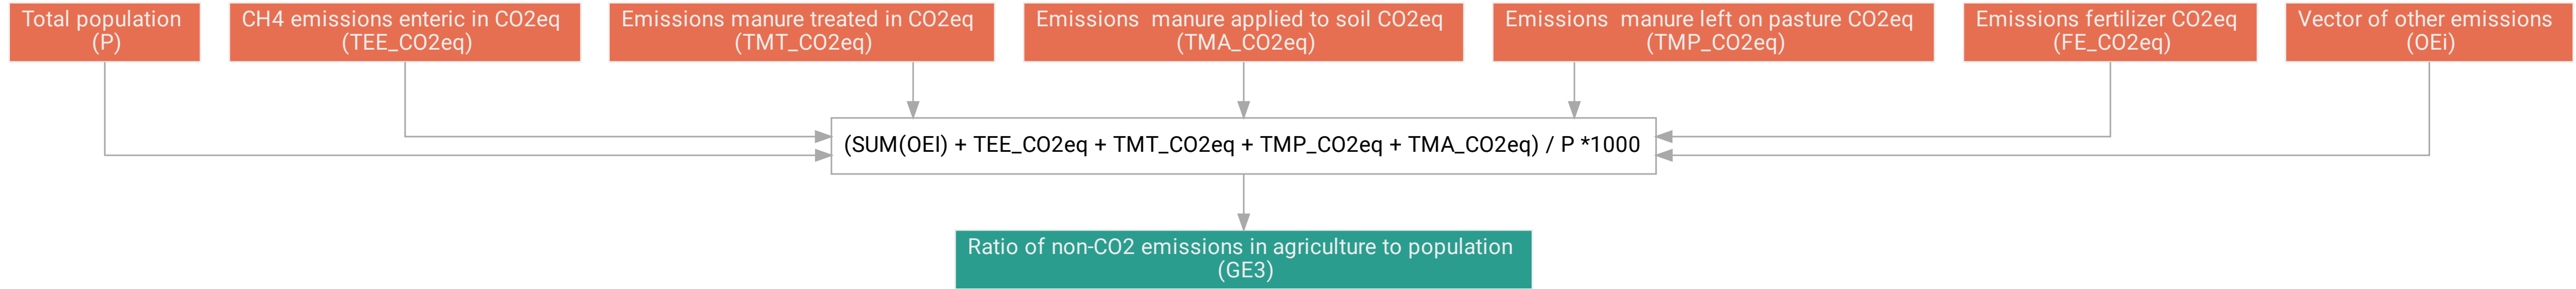 Total population
(P)
CH4 emissions enteric in CO2eq
(TEE_CO2eq)
Emissions manure treated in CO2eq
(TMT_CO2eq)
Emissions  manure applied to soil CO2eq
(TMA_CO2eq)
Emissions  manure left on pasture CO2eq
(TMP_CO2eq)
Emissions fertilizer CO2eq
(FE_CO2eq)
Vector of other emissions
(OEi)
(SUM(OEI) + TEE_CO2eq + TMT_CO2eq + TMP_CO2eq + TMA_CO2eq) / P *1000
Ratio of non-CO2 emissions in agriculture to population
(GE3)